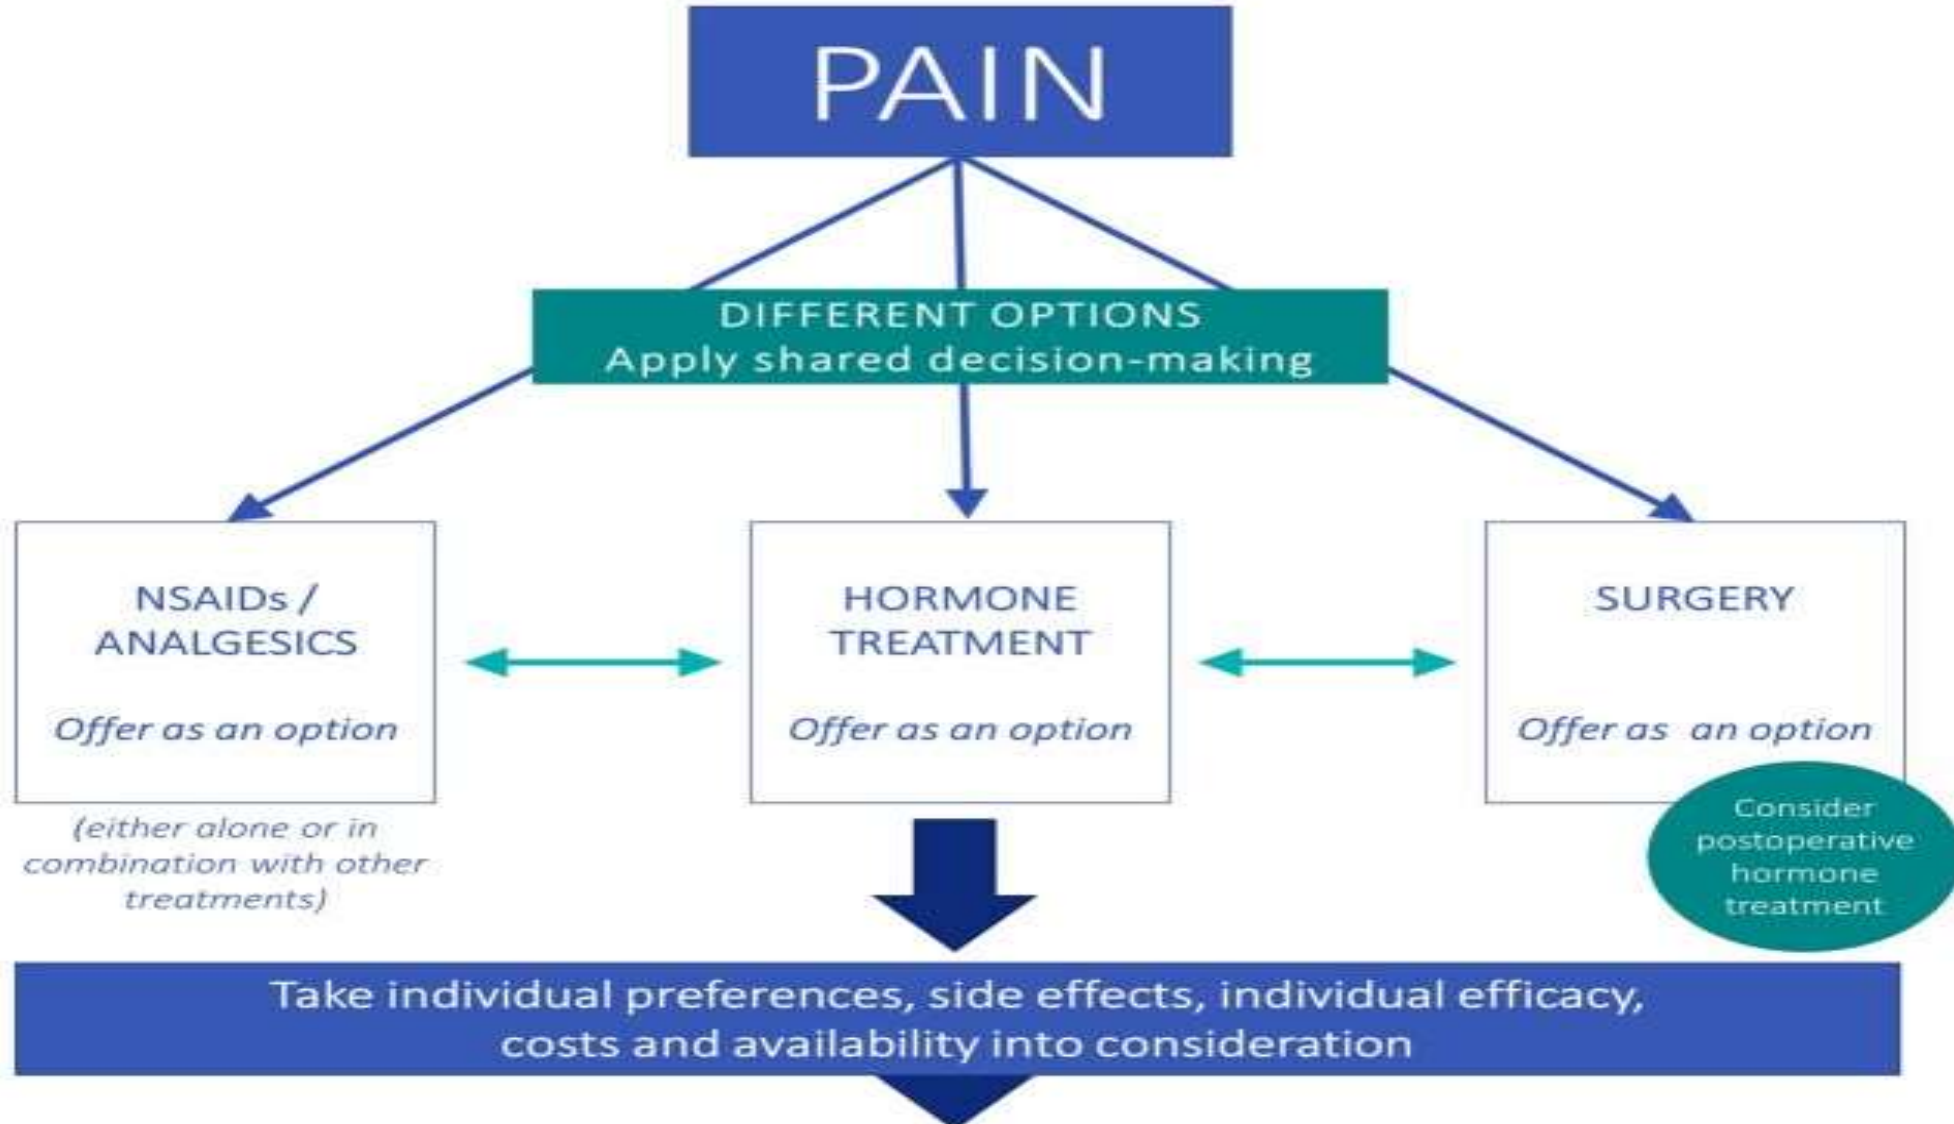 PAIN
DIFFERENT OPTIONS
Apply shared decision-making
NSAIDs /
ANALGESICS
Offer as an option
(either alone or in
combination with other
treatments)
HORMONE
TREATMENT
Offer as an option
SURGERY
Offer as an option
Consider
postoperative
hormone
treatment
Take individual preferences, side effects, individual efficacy,
costs and availability into consideration